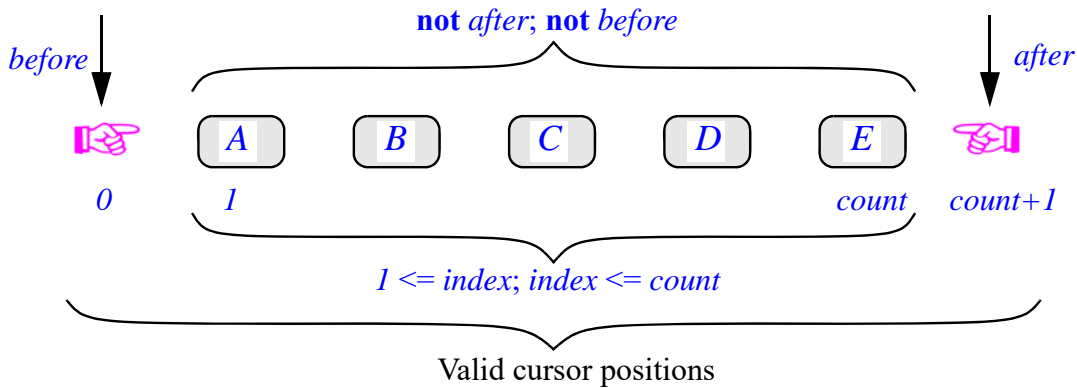 not after; not before
before
after
A B C D E
0 1 count count+1
1 <= index; index <= count
Valid cursor positions